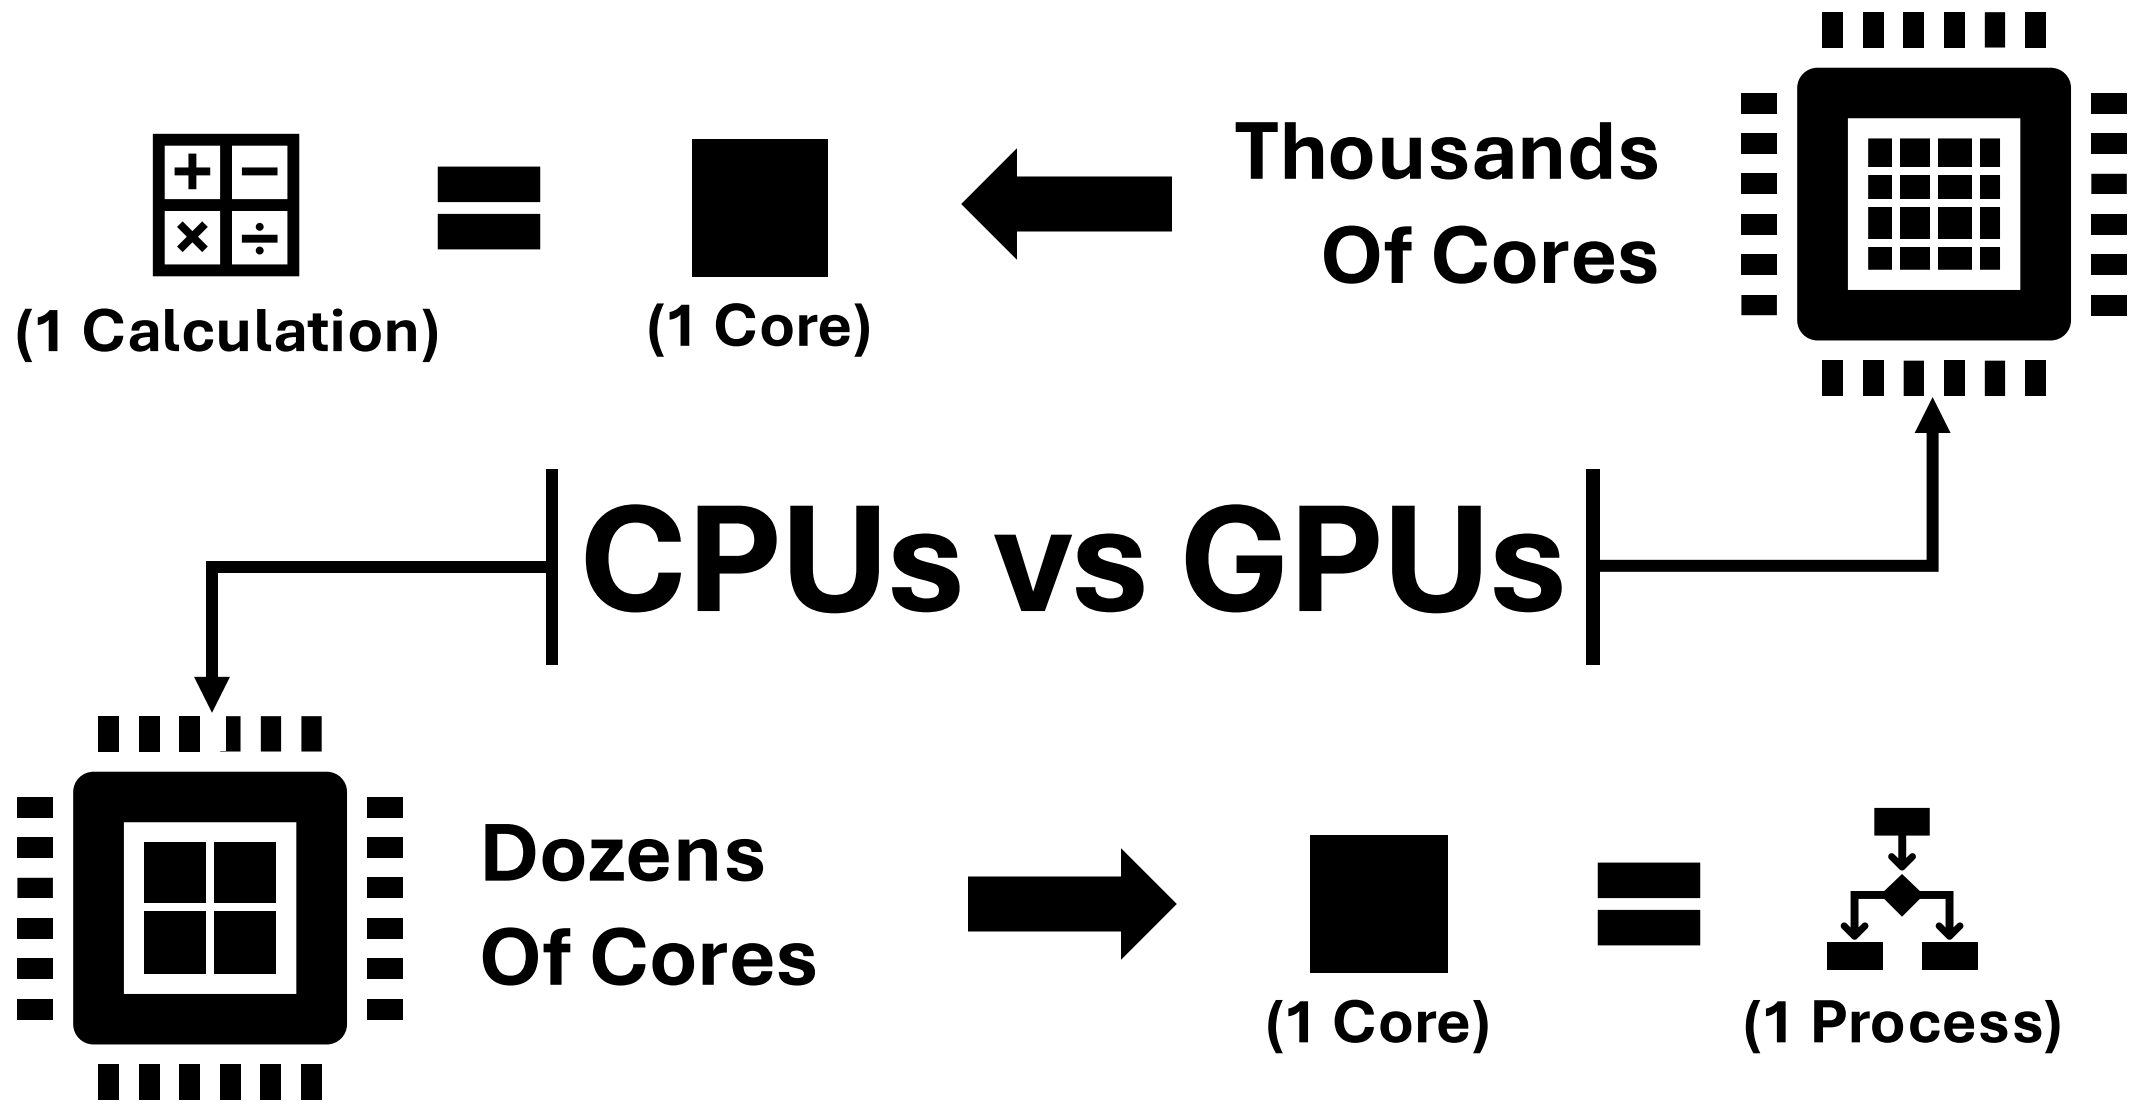 Thousands
Of Cores
(1 Calculation)
(1 Core)
CPUs vs GPUs
Dozens
Of Cores
(1 Core)
(1 Process)